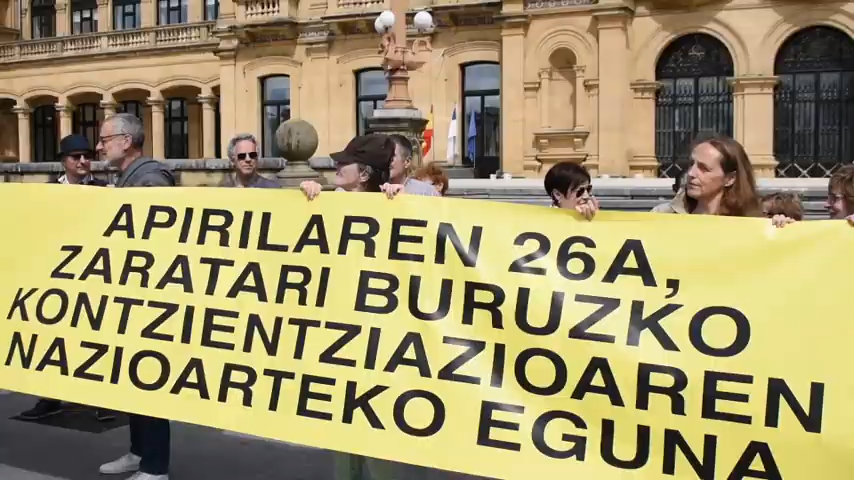 APIRILAREN 26A,
ZARATARI BURUZKO
KONTZIENTZIAZIOAREN
NAZIOARTEKO EGUNA